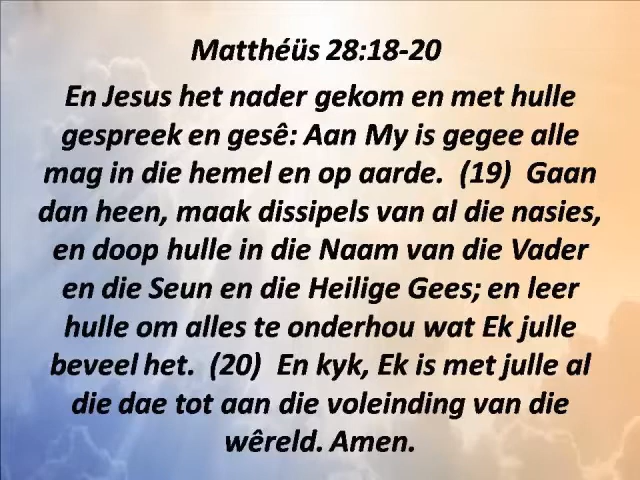 Matthéüs 28:18-20
En Jesus het nader gekom en met hulle
gespreek en gesê: Aan My is gegee alle
mag in die hemel en op aarde.  (19)  Gaan
dan heen, maak dissipels van al die nasies,
en doop hulle in die Naam van die Vader
en die Seun en die Heilige Gees; en leer
hulle om alles te onderhou wat Ek julle
beveel het.  (20)  En kyk, Ek is met julle al
die dae tot aan die voleinding van die
wêreld. Amen.